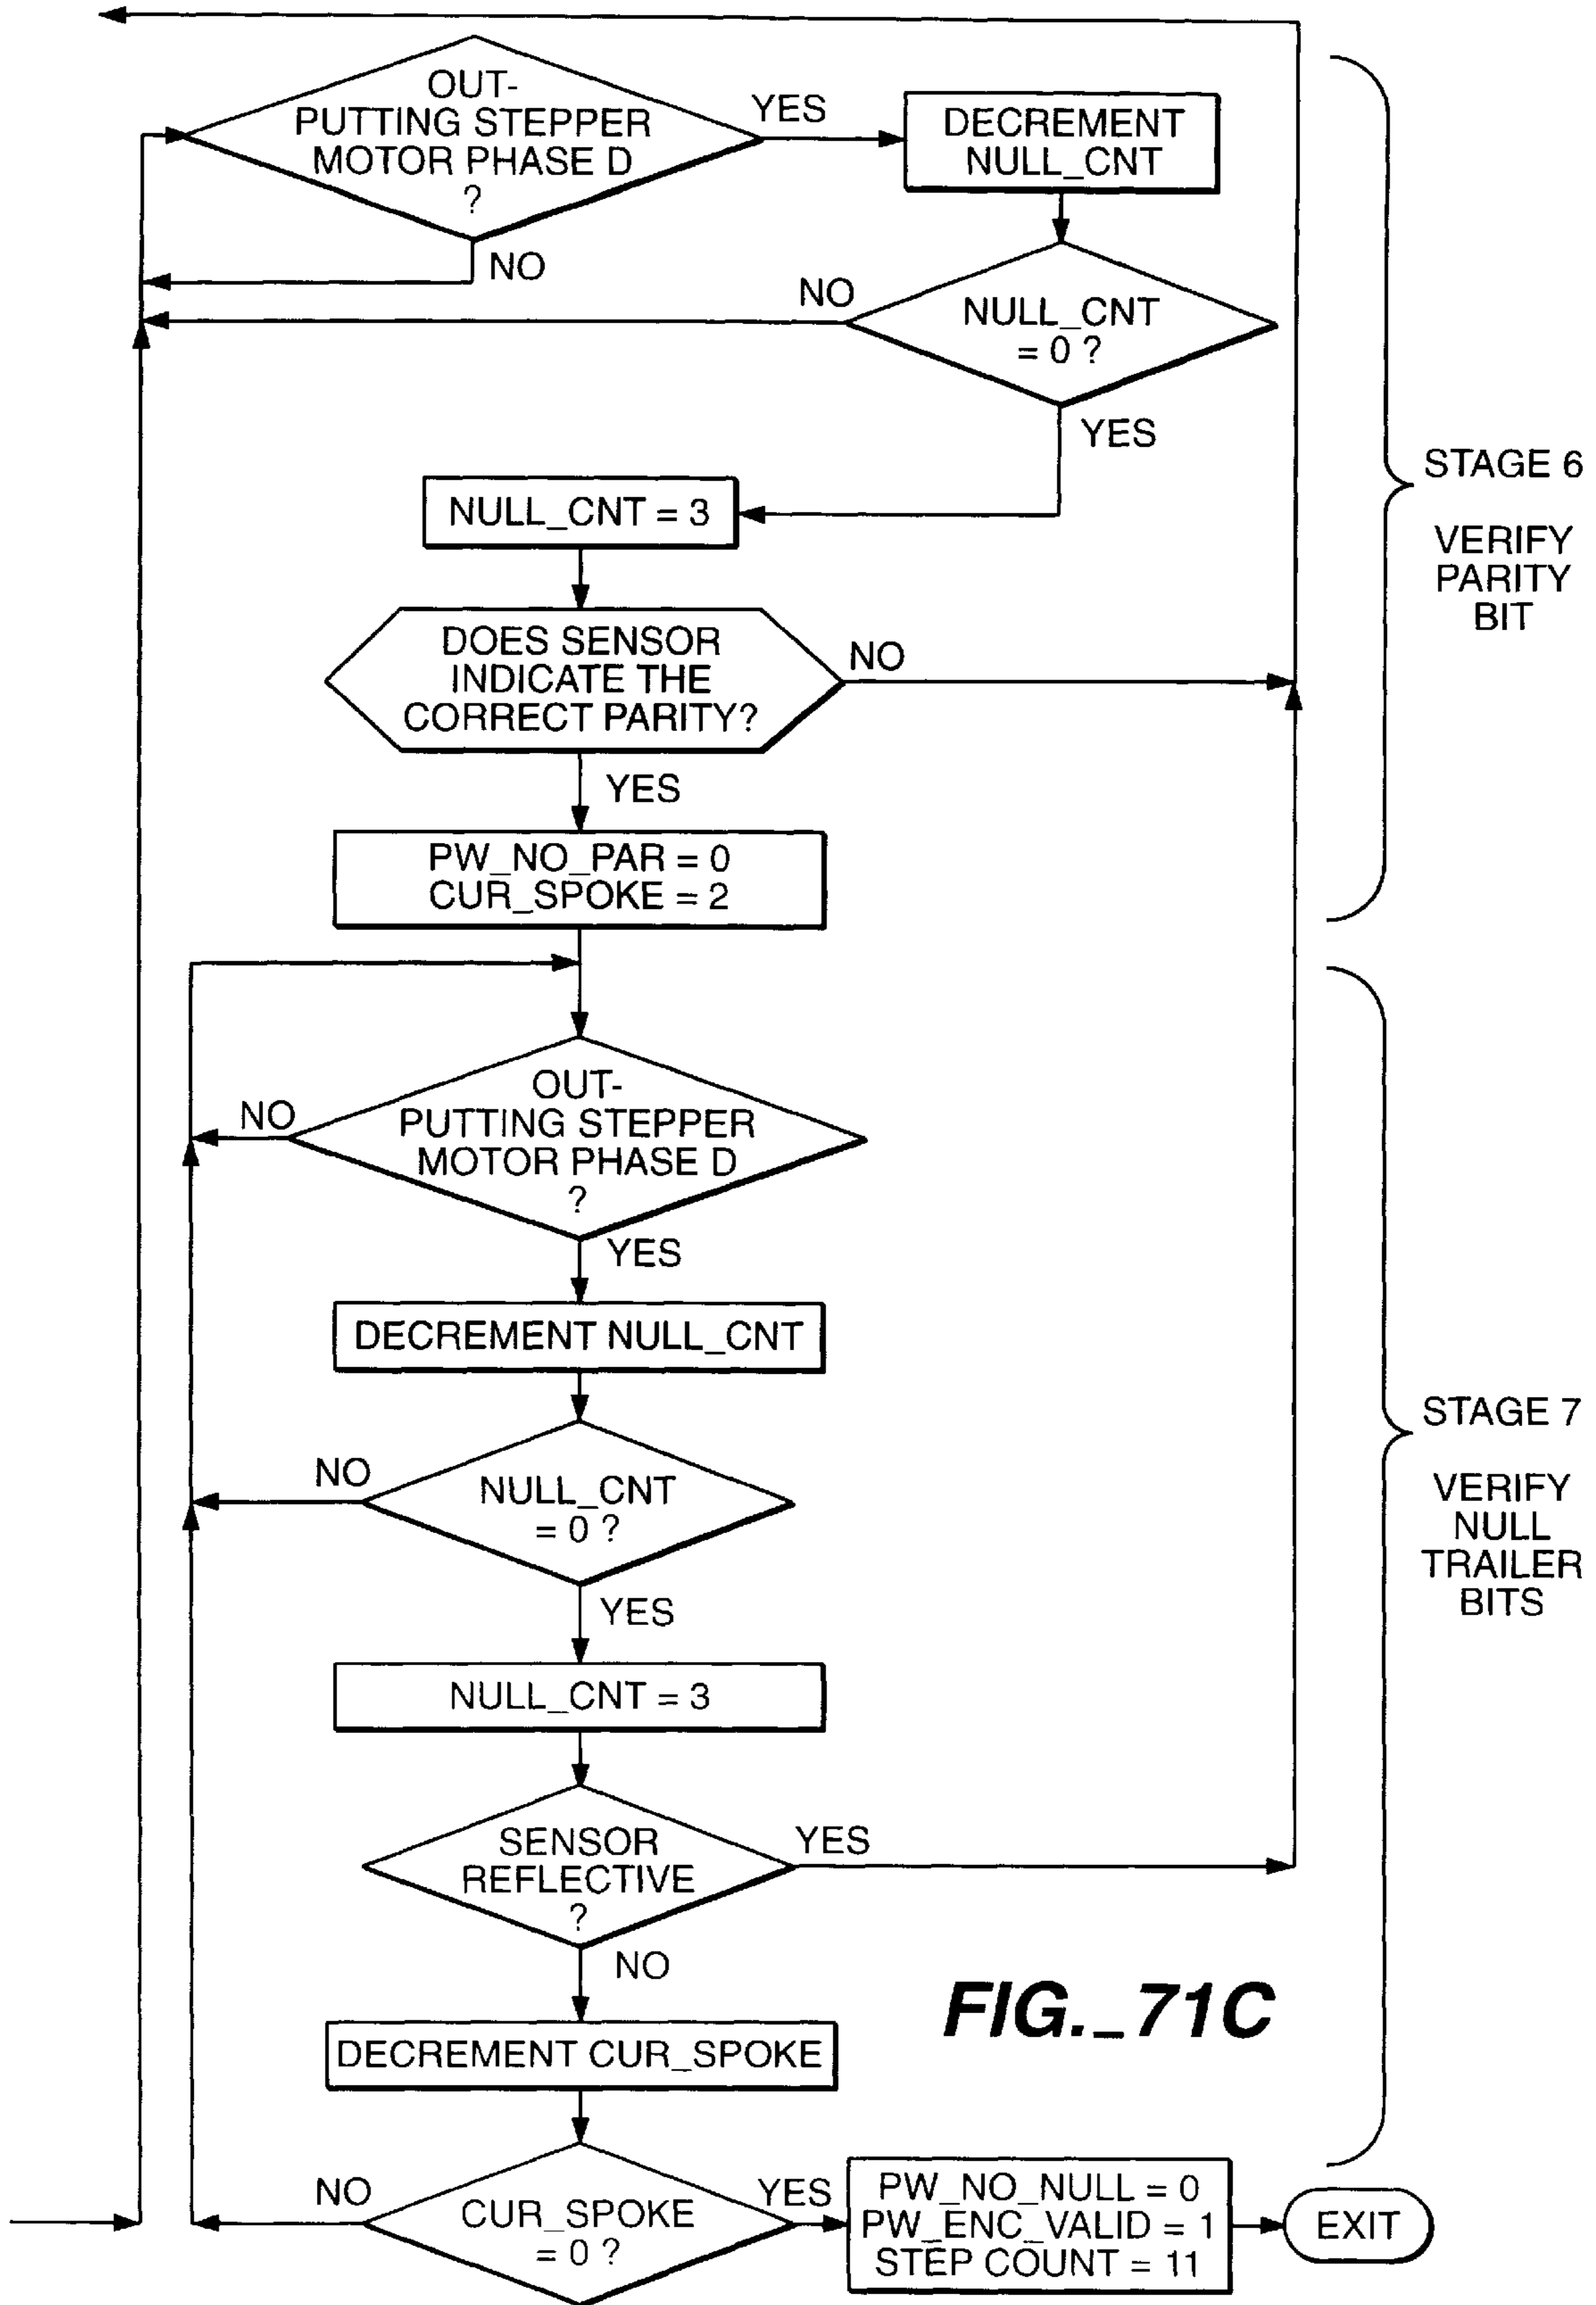 OUT-
PUTTING STEPPER
MOTOR PHASE D
?
YES
DECREMENT
NULL_CNT
NO
NO
NULL_CNT
= 0 ?
YES
NULL_CNT = 3
DOES SENSOR
INDICATE THE
CORRECT PARITY?
NO
YES
PW_NO_PAR = 0
CUR_SPOKE = 2
STAGE 6
VERIFY
PARITY
BIT
OUT-
PUTTING STEPPER
MOTOR PHASE D
?
NO
YES
DECREMENT NULL_CNT
NO
NULL_CNT
= 0 ?
YES
NULL_CNT = 3
SENSOR
REFLECTIVE
?
YES
NO
DECREMENT CUR_SPOKE
NO
CUR_SPOKE
= 0 ?
YES
PW_NO_NULL = 0
PW_ENC_VALID = 1
STEP COUNT = 11
EXIT
STAGE 7
VERIFY
NULL
TRAILER
BITS
FIG._71C